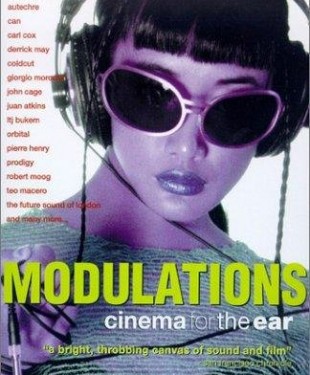 autechre
can
carl cox
derrick may
coldcut
giorgio moroder
john cage
juan atkins
ltj bukem
orbital
pierre henry
prodigy
robert moog
teo macero
the future sound of london
and many more...
MODULATIONS
cinema for the ear
"a bright, throbbing canvas of sound and film"